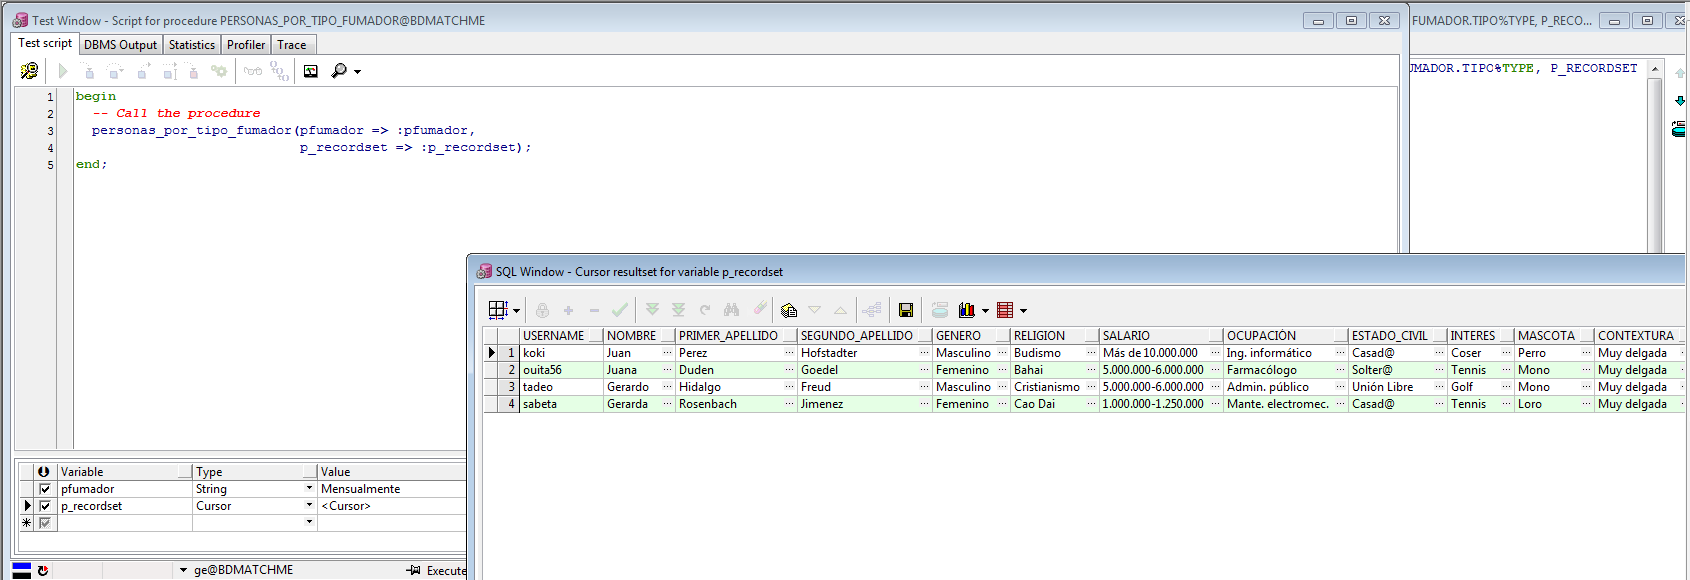 Test Window - Script for procedure PERSONAS_POR_TIPO_FUMADOR@BDMATCHME
FUMADOR.TIPO%TYPE, P_RECO...
Test script DBMS Output Statistics Profiler Trace
UMADOR.TIPO%TYPE, P_RECORDSET
1 begin
2 -- Call the procedure
3 personas_por_tipo_fumador(pfumador => :pfumador,
4 p_recordset => :p_recordset);
5 end;
SQL Window - Cursor resultset for variable p_recordset
USERNAME NOMBRE PRIMER_APELLIDO SEGUNDO_APELLIDO GENERO RELIGION SALARIO OCUPACIÓN ESTADO_CIVIL INTERES MASCOTA CONTEXTURA
1 koki Juan Perez Hofstadter Masculino Budismo Más de 10.000.000 Ing. informático Casad@ Coser Perro Muy delgada
2 ouita56 Juana Duden Goedel Femenino Bahai 5.000.000-6.000.000 Farmacólogo Solter@ Tennis Mono Muy delgada
3 tadeo Gerardo Hidalgo Freud Masculino Cristianismo 5.000.000-6.000.000 Admin. público Unión Libre Golf Mono Muy delgada
4 sabeta Gerarda Rosenbach Jimenez Femenino Cao Dai 1.000.000-1.250.000 Mante. electromec. Casad@ Tennis Loro Muy delgada
Variable Type Value
pfumador String Mensualmente
p_recordset Cursor <Cursor>
ge@BDMATCHME Execute